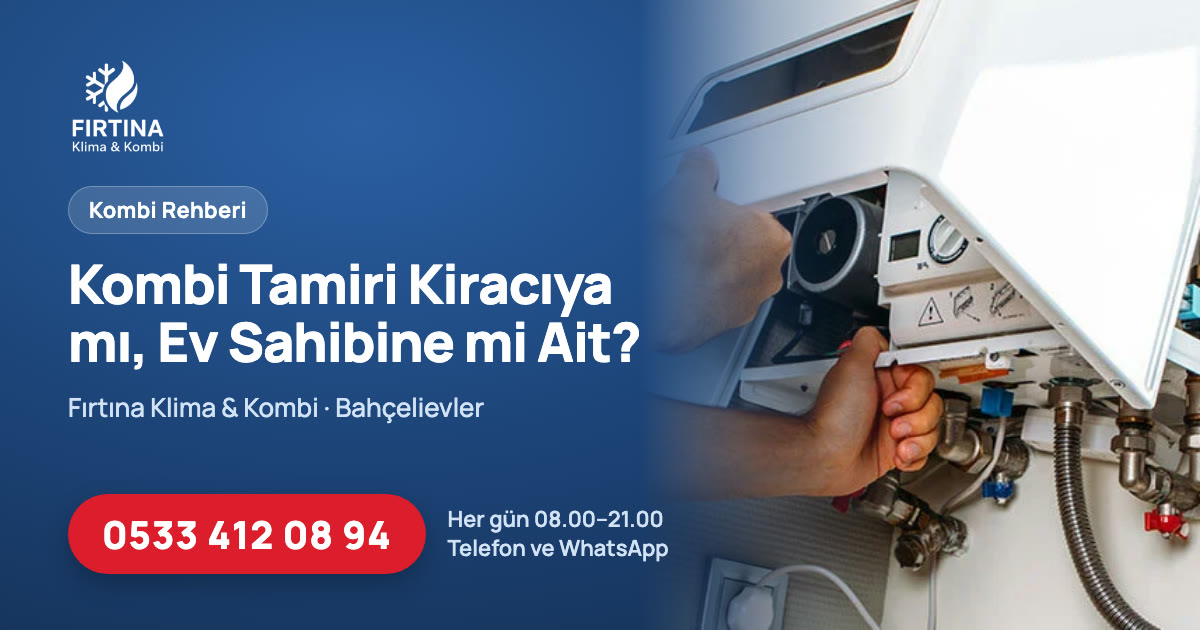 FIRTINA
Klima & Kombi
Kombi Rehberi
Kombi Tamiri Kiracıya
mı, Ev Sahibine mi Ait?
Fırtına Klima & Kombi · Bahçelievler
0533 412 08 94
Her gün 08.00–21.00
Telefon ve WhatsApp